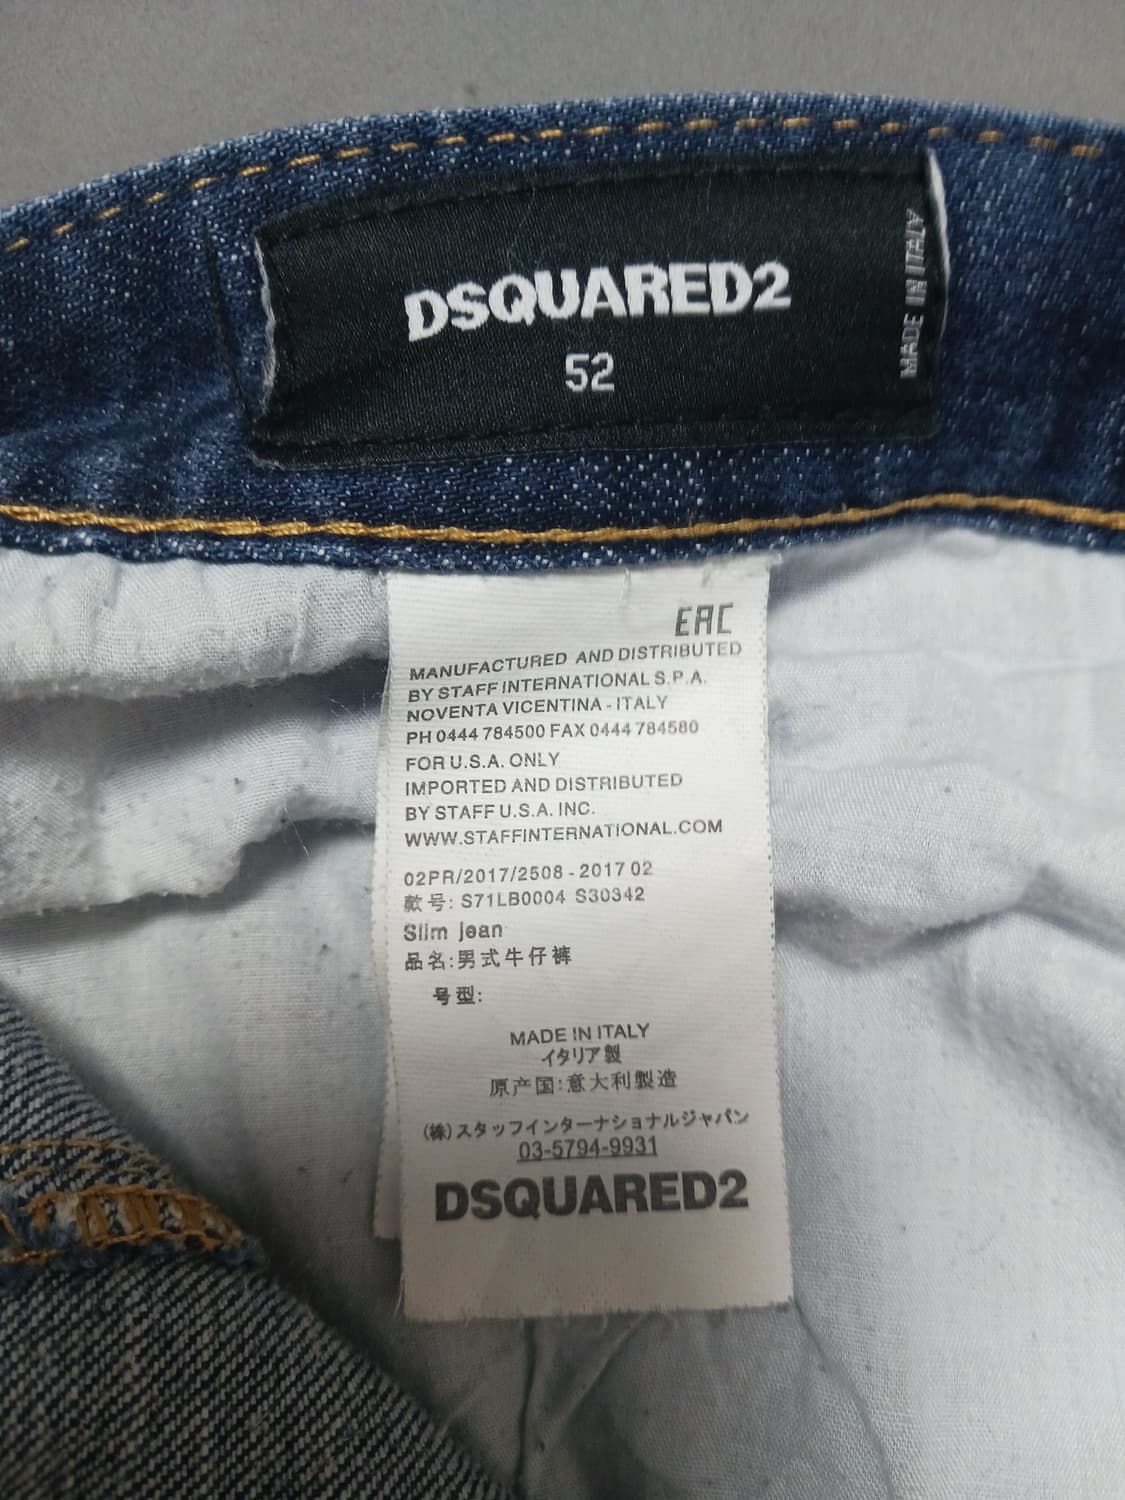 DSQUARED2
52
MADE IN ITALY
EAC
MANUFACTURED AND DISTRIBUTED
BY STAFF INTERNATIONAL S.P.A.
NOVENTA VICENTINA - ITALY
PH 0444 784500 FAX 0444 784580
FOR U.S.A. ONLY
IMPORTED AND DISTRIBUTED
BY STAFF U.S.A. INC.
WWW.STAFFINTERNATIONAL.COM
02PR/2017/2508 - 2017 02
款号: S71LB0004 S30342
Slim jean
品名:男式牛仔裤
号型:
MADE IN ITALY
イタリア製
原产国:意大利製造
(株)スタッフインターナショナルジャパン
03-5794-9931
DSQUARED2